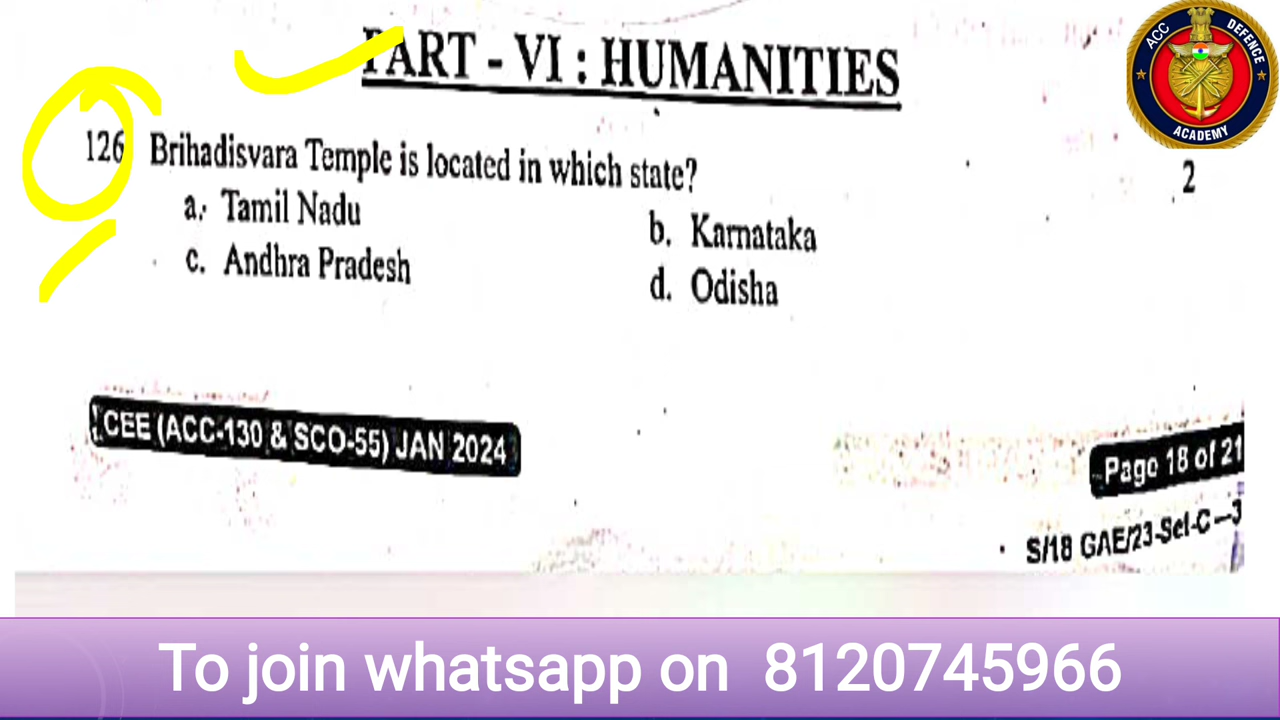 PART - VI : HUMANITIES
ACC DEFENCE ACADEMY
126 Brihadisvara Temple is located in which state?
2
a. Tamil Nadu
b. Karnataka
c. Andhra Pradesh
d. Odisha
CEE (ACC-130 & SCO-55) JAN 2024
Page 18 of 21
S/18 GAE/23-Sel-C-3
To join whatsapp on 8120745966